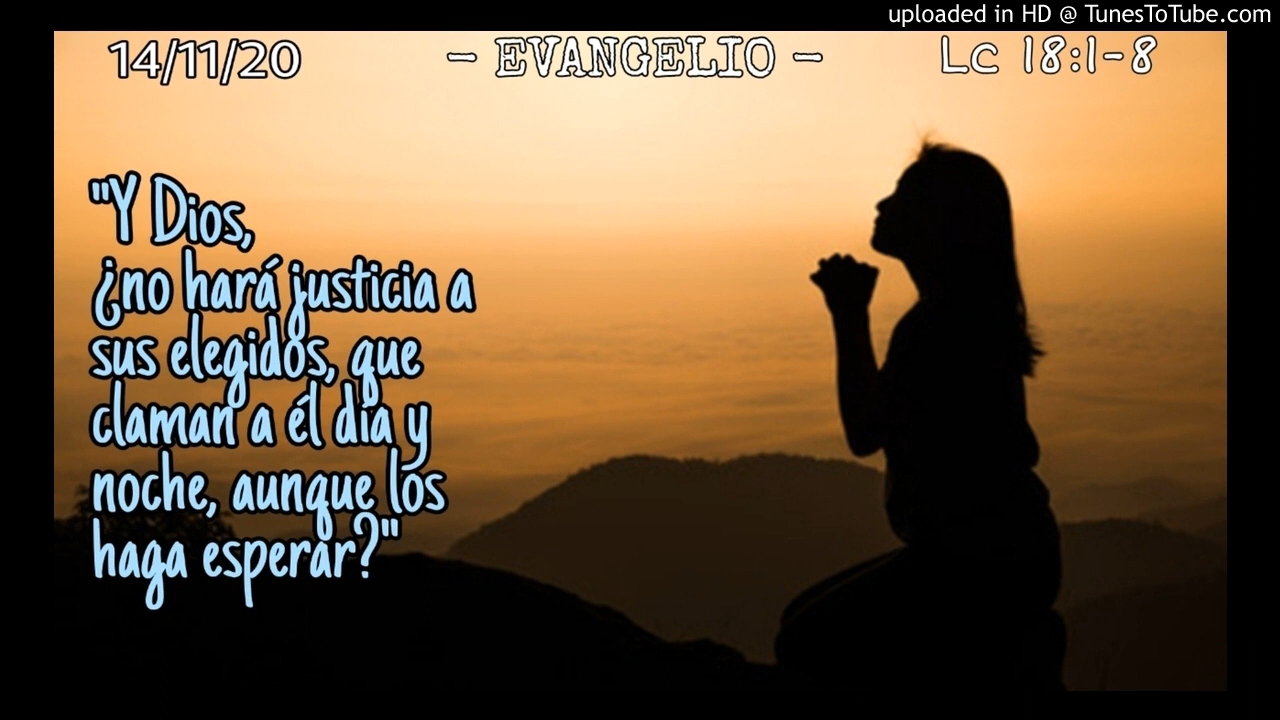 uploaded in HD @ TunesToTube.com
14/11/20 – EVANGELIO – Lc 18:1-8
"Y Dios,
¿no hará justicia a
sus elegidos, que
claman a él día y
noche, aunque los
haga esperar?"